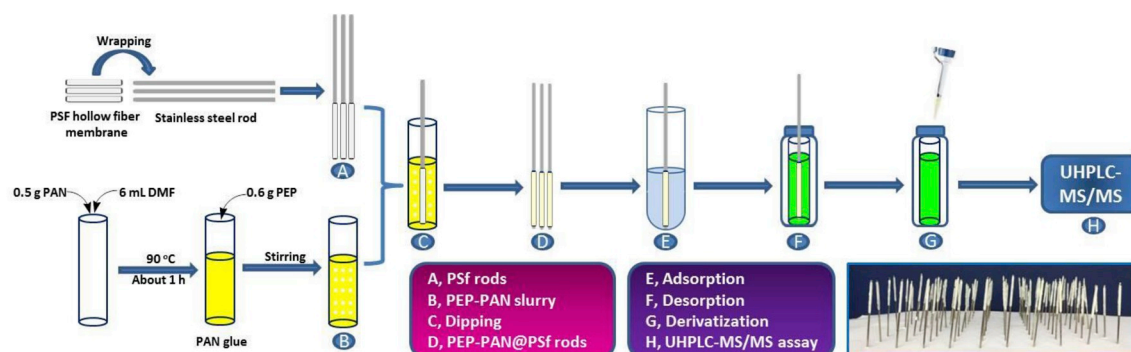 Wrapping
PSF hollow fiber
membrane
Stainless steel rod
A
0.5 g PAN
6 mL DMF
90 °C
About 1 h
0.6 g PEP
PAN glue
Stirring
B
C
D
E
F
G
UHPLC-
MS/MS
H
A, PSf rods
B, PEP-PAN slurry
C, Dipping
D, PEP-PAN@PSf rods
E, Adsorption
F, Desorption
G, Derivatization
H, UHPLC-MS/MS assay